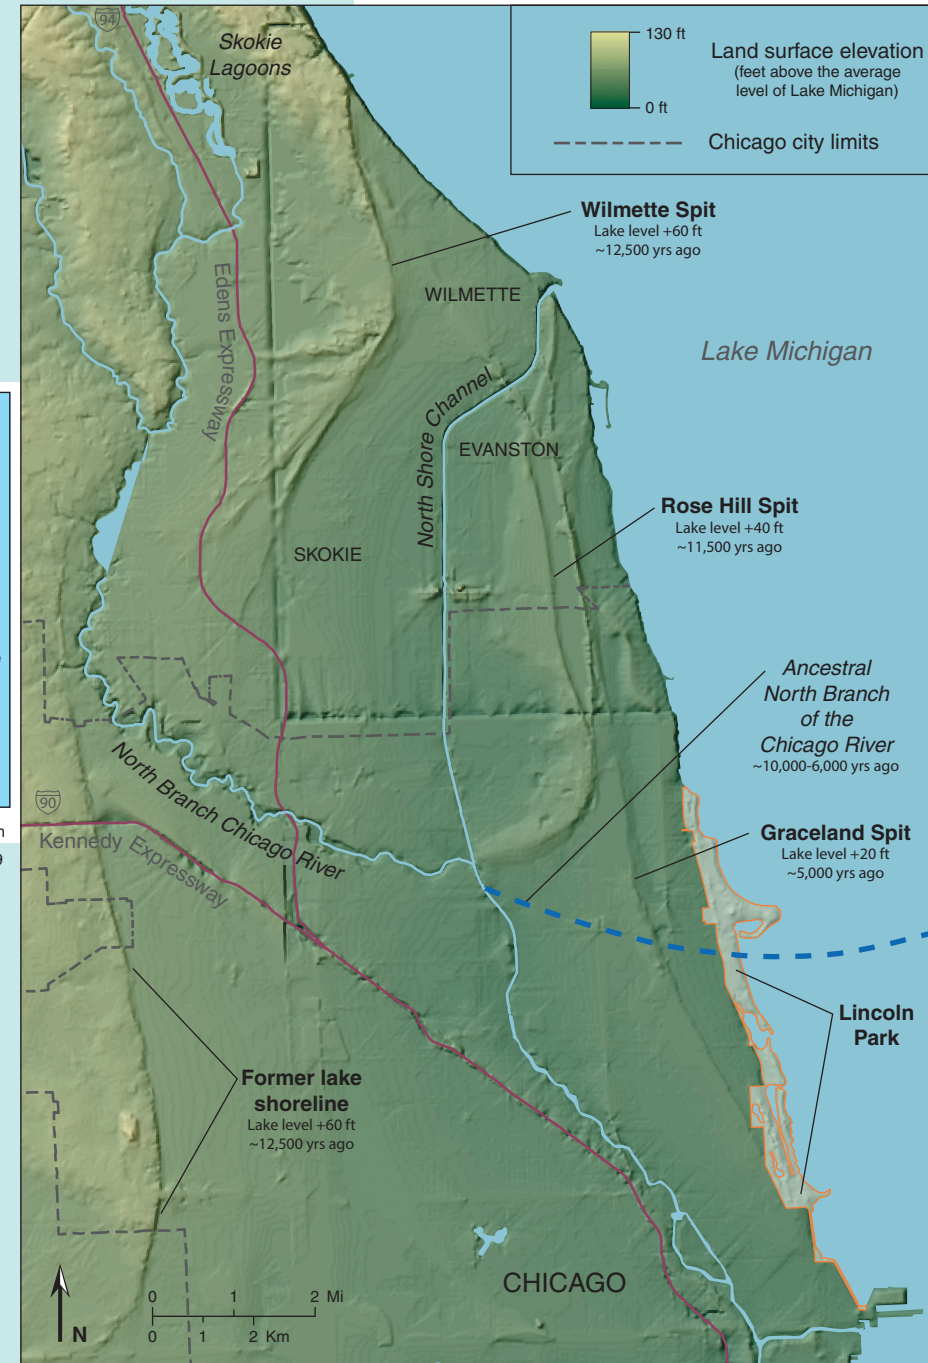 94
Skokie
Lagoons
130 ft
0 ft
Land surface elevation
(feet above the average
level of Lake Michigan)
Chicago city limits
Wilmette Spit
Lake level +60 ft
~12,500 yrs ago
WILMETTE
Edens Expressway
Lake Michigan
North Shore Channel
EVANSTON
Rose Hill Spit
Lake level +40 ft
~11,500 yrs ago
SKOKIE
Ancestral
North Branch
of the
Chicago River
~10,000-6,000 yrs ago
North Branch Chicago River
90
Kennedy Expressway
Graceland Spit
Lake level +20 ft
~5,000 yrs ago
Lincoln
Park
Former lake
shoreline
Lake level +60 ft
~12,500 yrs ago
CHICAGO
N
0 1 2 Mi
0 1 2 Km